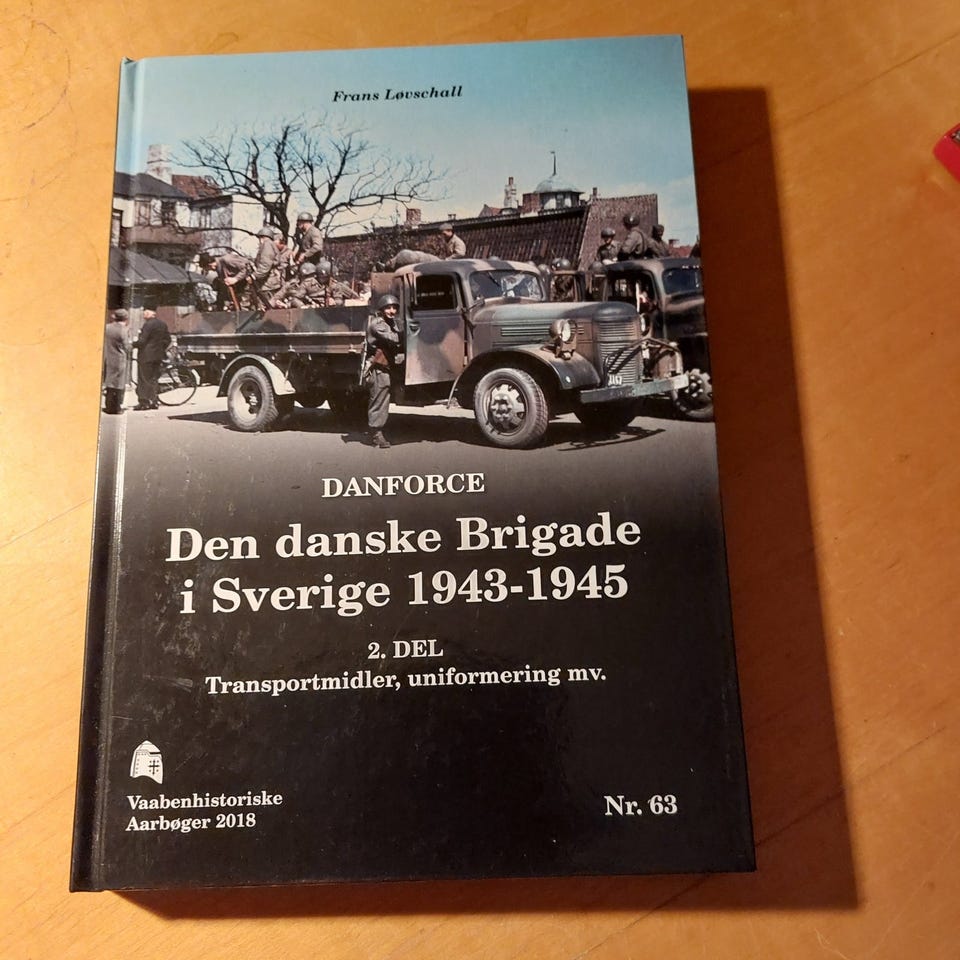 Frans Løvschall
DANFORCE
Den danske Brigade
i Sverige 1943-1945
2. DEL
Transportmidler, uniformering mv.
Vaabenhistoriske
Aarbøger 2018
Nr. 63